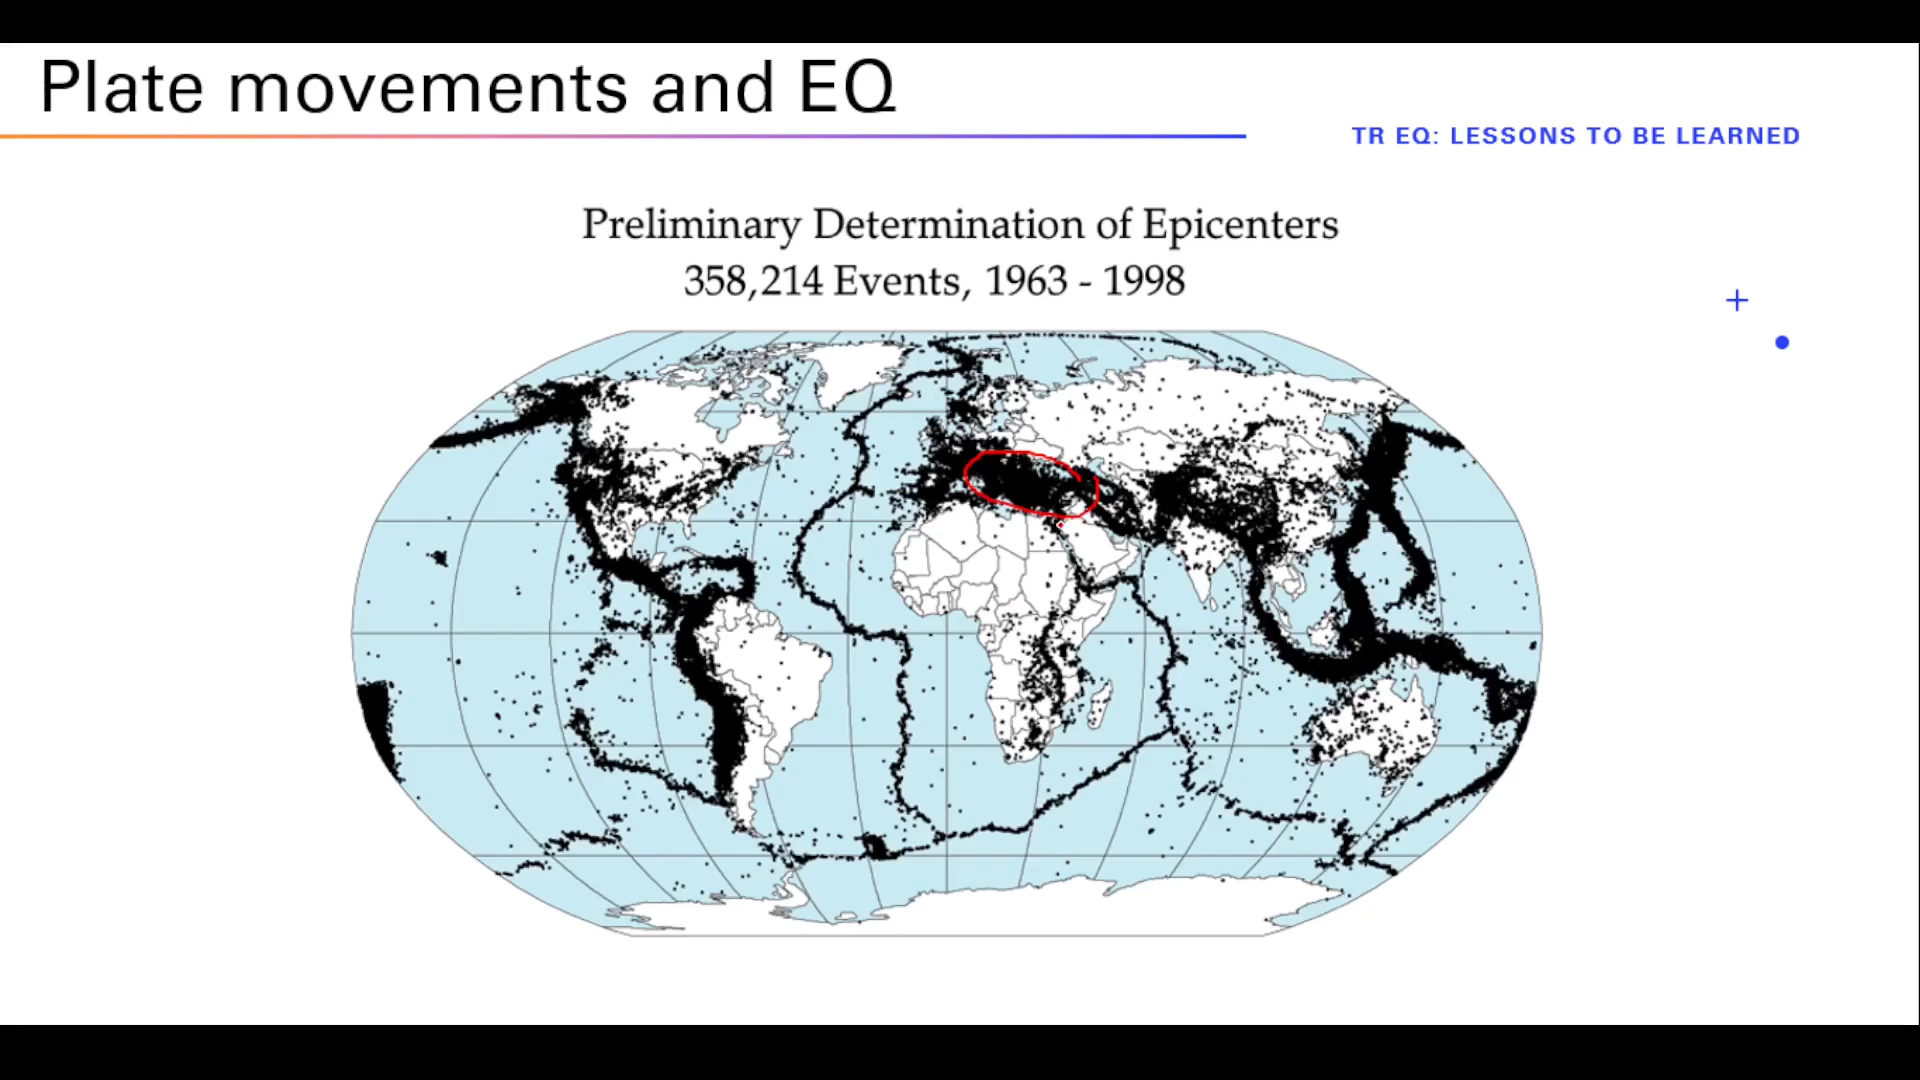 Plate movements and EQ
TR EQ: LESSONS TO BE LEARNED
Preliminary Determination of Epicenters
358,214 Events, 1963 - 1998